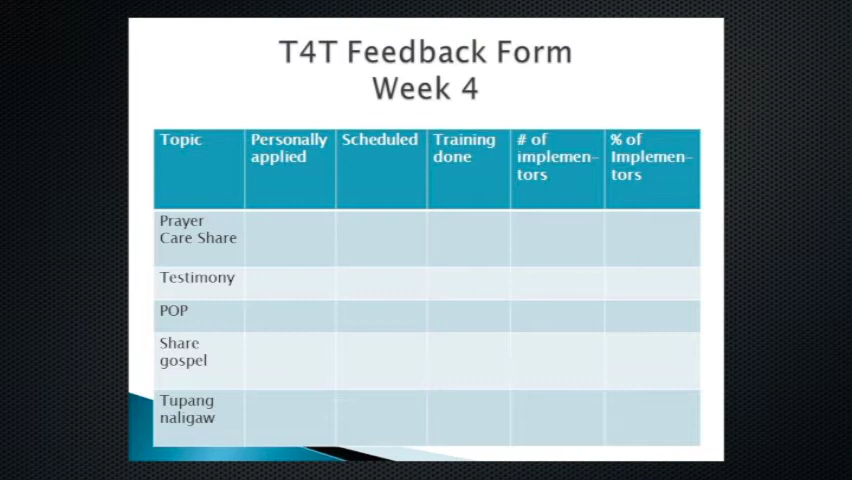 T4T Feedback Form
Week 4
Topic
Personally
applied
Scheduled
Training
done
# of
implemen-
tors
% of
Implemen-
tors
Prayer
Care Share
Testimony
POP
Share
gospel
Tupang
naligaw